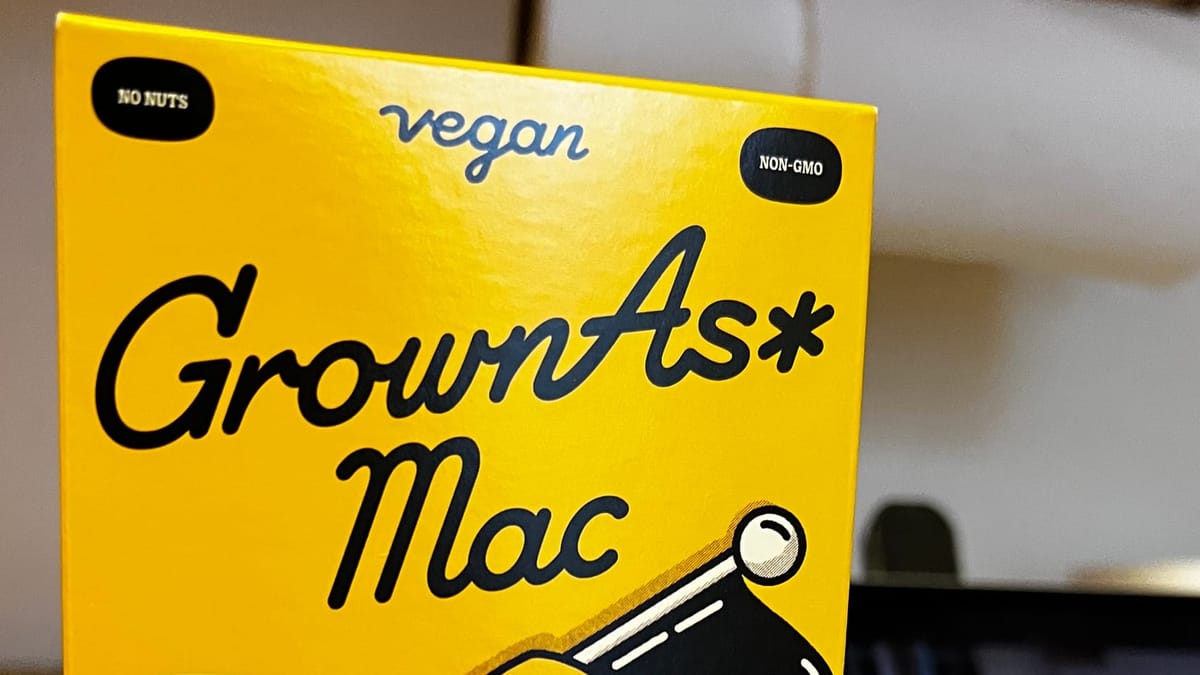 NO NUTS
vegan
NON-GMO
GrownAs*
Mac